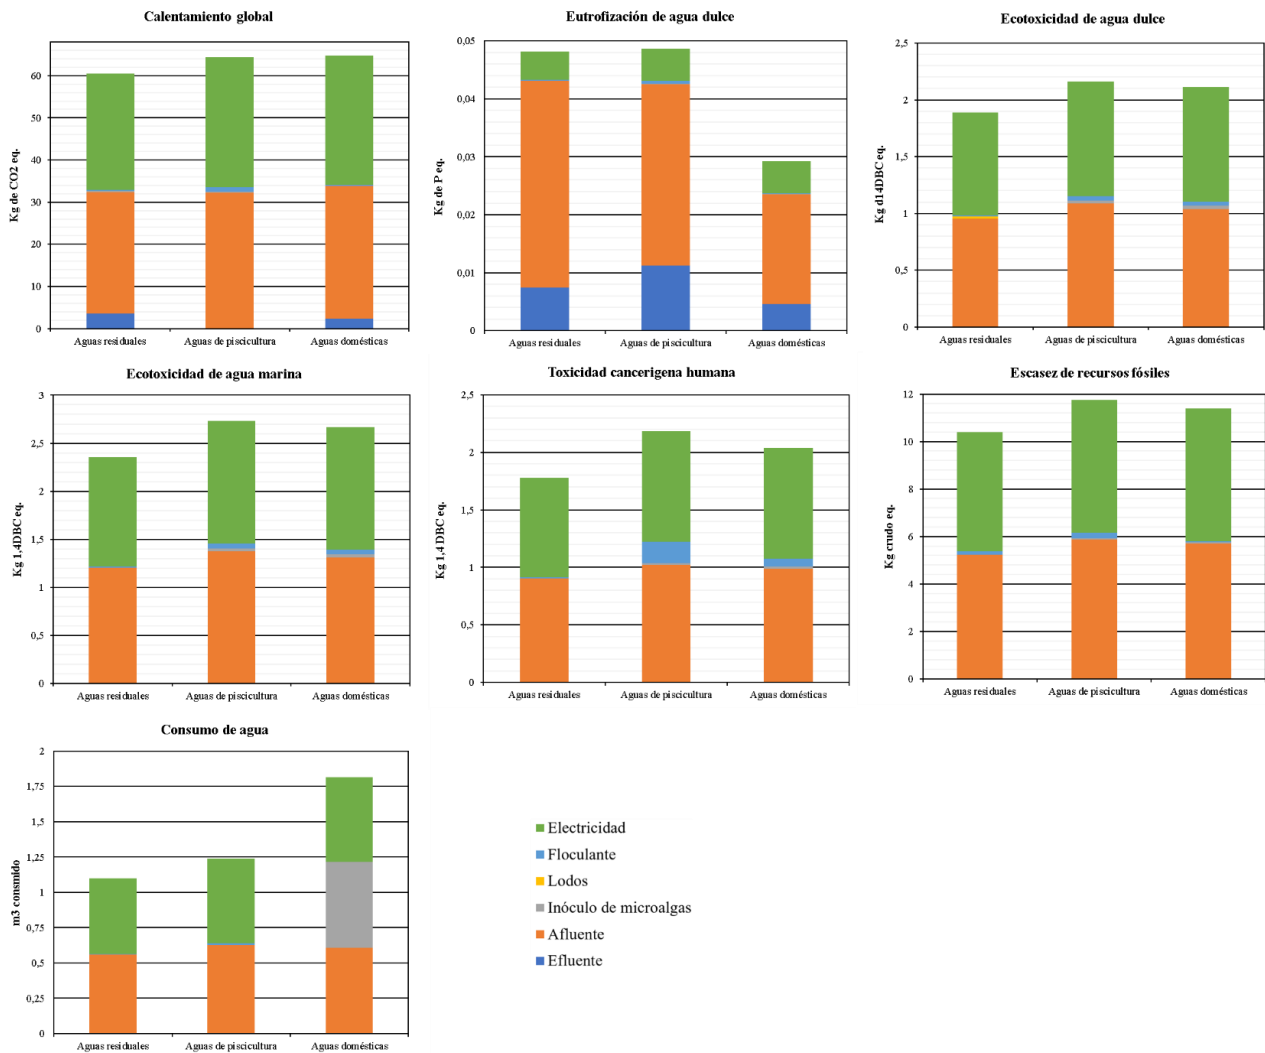 Calentamiento global
Kg de CO2 eq.
60
50
40
30
20
10
0
Aguas residuales
Aguas de piscicultura
Aguas domésticas
Eutrofización de agua dulce
Kg de P eq.
0,05
0,04
0,03
0,02
0,01
0
Aguas residuales
Aguas de piscicultura
Aguas domésticas
Ecotoxicidad de agua dulce
Kg d14DBC eq.
2,5
2
1,5
1
0,5
0
Aguas residuales
Aguas de piscicultura
Aguas domésticas
Ecotoxicidad de agua marina
Kg 1,4DBC eq.
3
2,5
2
1,5
1
0,5
0
Aguas residuales
Aguas de piscicultura
Aguas domésticas
Toxicidad cancerigena humana
Kg 1,4 DBC eq.
2,5
2
1,5
1
0,5
0
Aguas residuales
Aguas de piscicultura
Aguas domésticas
Escasez de recursos fósiles
Kg crudo eq.
12
10
8
6
4
2
0
Aguas residuales
Aguas de piscicultura
Aguas domésticas
Consumo de agua
m3 consmido
2
1,75
1,5
1,25
1
0,75
0,5
0,25
0
Aguas residuales
Aguas de piscicultura
Aguas domésticas
Electricidad
Floculante
Lodos
Inóculo de microalgas
Afluente
Efluente